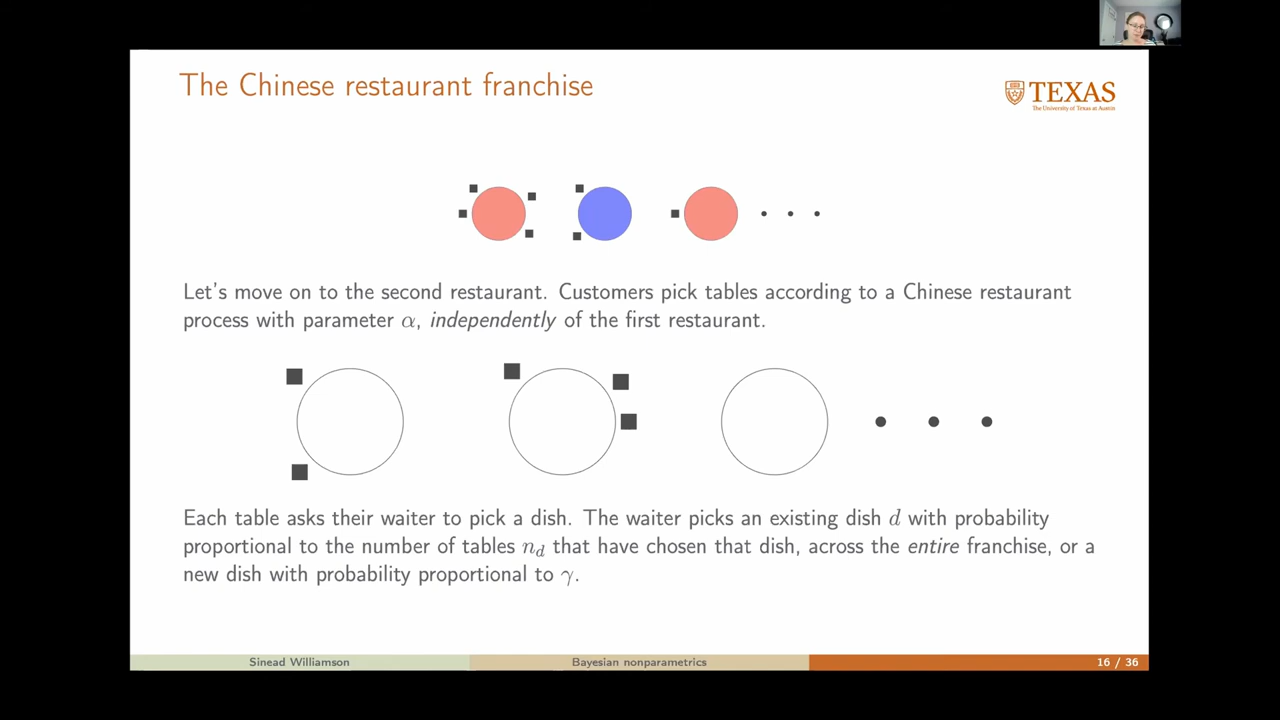 The Chinese restaurant franchise
TEXAS
The University of Texas at Austin
Let's move on to the second restaurant. Customers pick tables according to a Chinese restaurant
process with parameter α, independently of the first restaurant.
Each table asks their waiter to pick a dish. The waiter picks an existing dish d with probability
proportional to the number of tables n_d that have chosen that dish, across the entire franchise, or a
new dish with probability proportional to γ.
Sinead Williamson
Bayesian nonparametrics
16 / 36